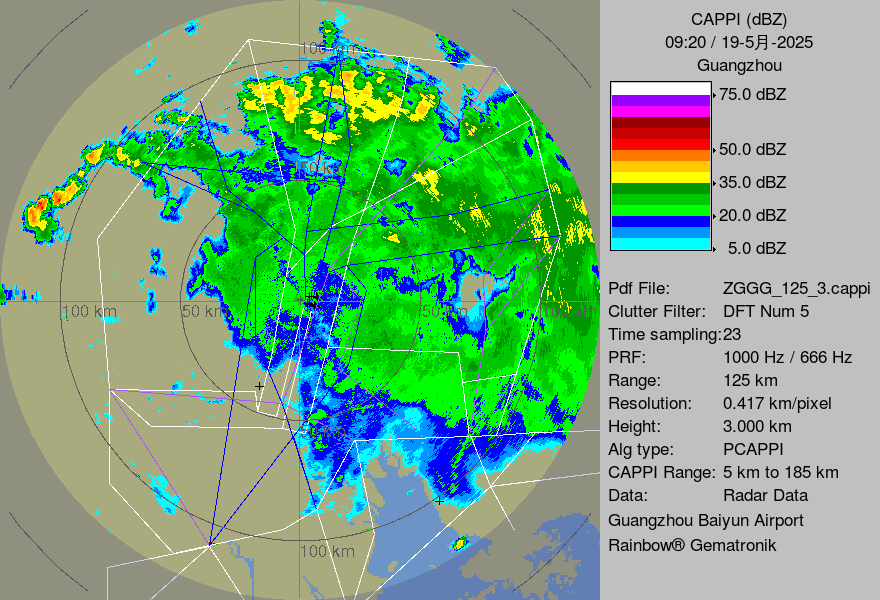 CAPPI (dBZ)
09:20 / 19-5月-2025
Guangzhou
75.0 dBZ
50.0 dBZ
35.0 dBZ
20.0 dBZ
5.0 dBZ
Pdf File: ZGGG_125_3.cappi
Clutter Filter: DFT Num 5
Time sampling:23
PRF: 1000 Hz / 666 Hz
Range: 125 km
Resolution: 0.417 km/pixel
Height: 3.000 km
Alg type: PCAPPI
CAPPI Range: 5 km to 185 km
Data: Radar Data
Guangzhou Baiyun Airport
Rainbow® Gematronik
100 km
50 km
100 km
50 km
50 km
100 km
50 km
100 km